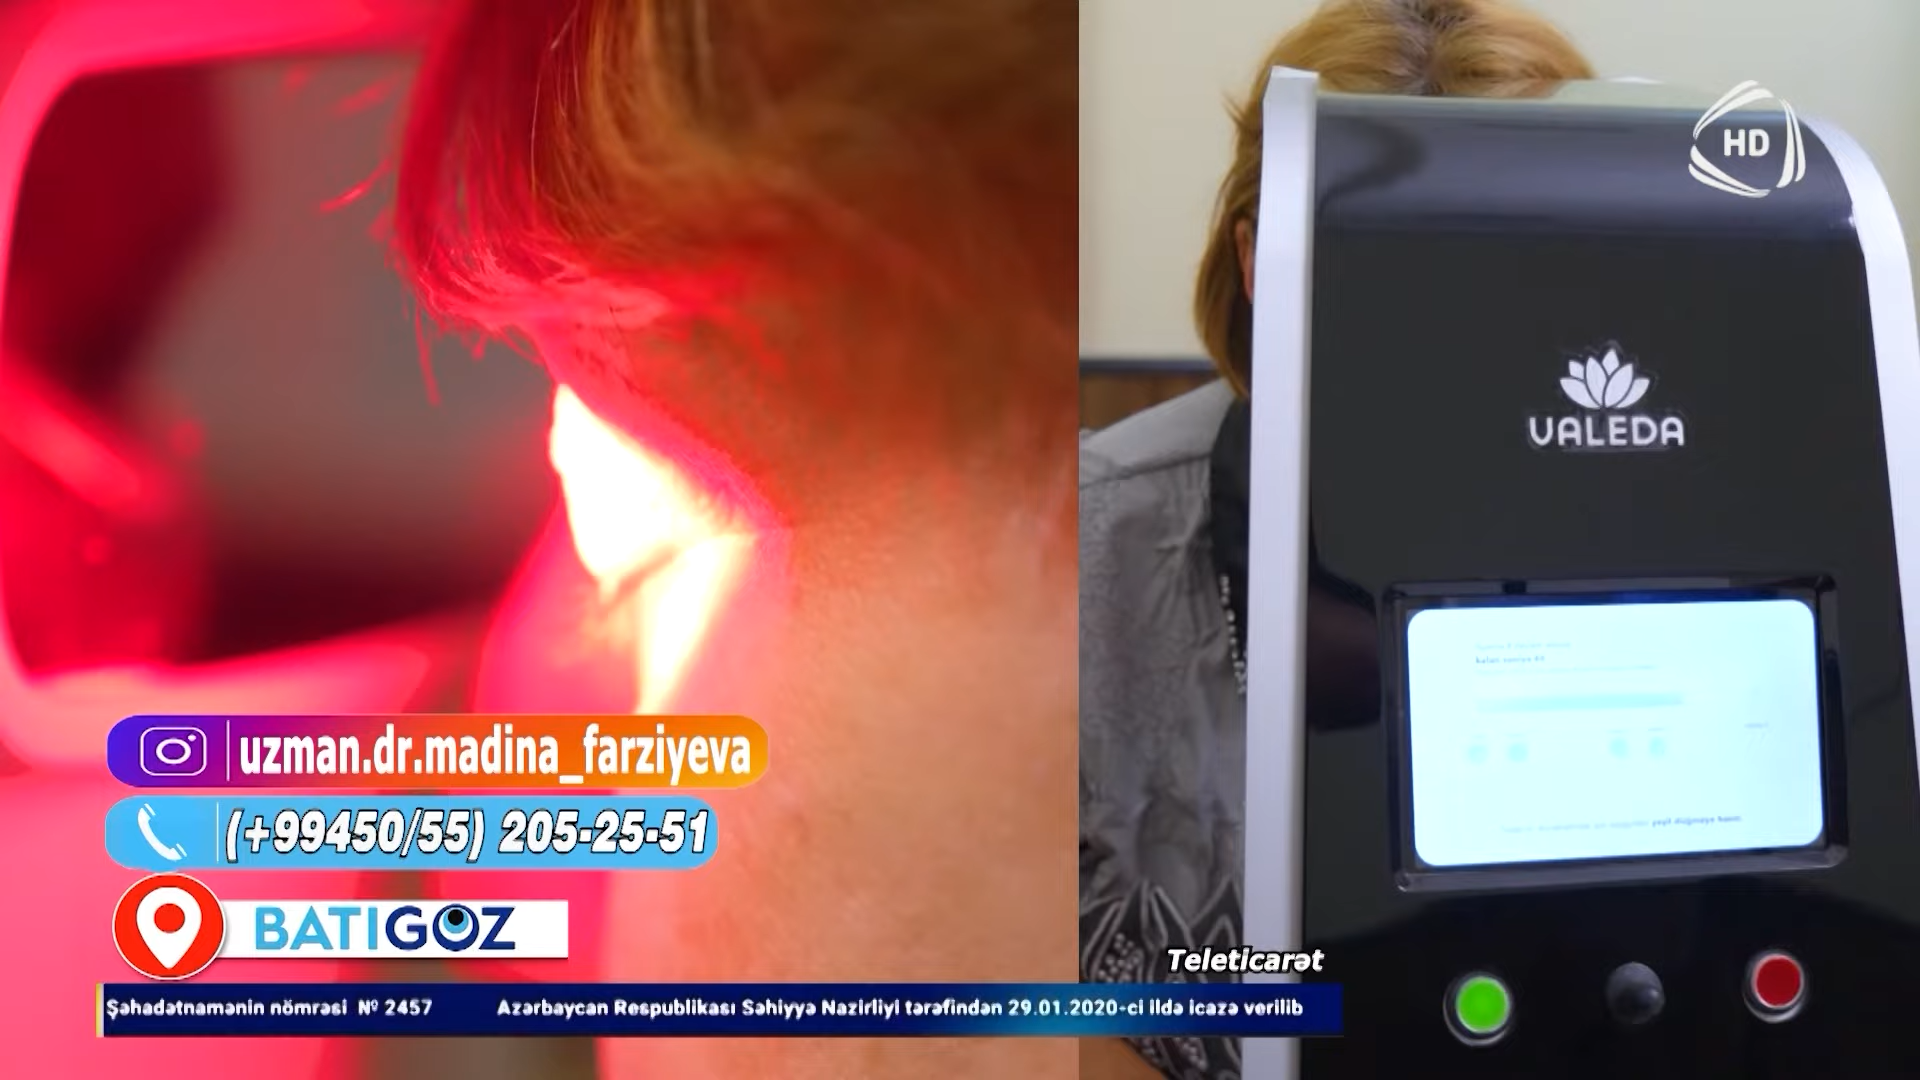 HD
VALEDA
uzman.dr.madina_farziyeva
(+99450/55) 205-25-51
BATIGÖZ
Teleticarət
Şəhadətnamənin nömrəsi № 2457 Azərbaycan Respublikası Səhiyyə Nazirliyi tərəfindən 29.01.2020-ci ildə icazə verilib